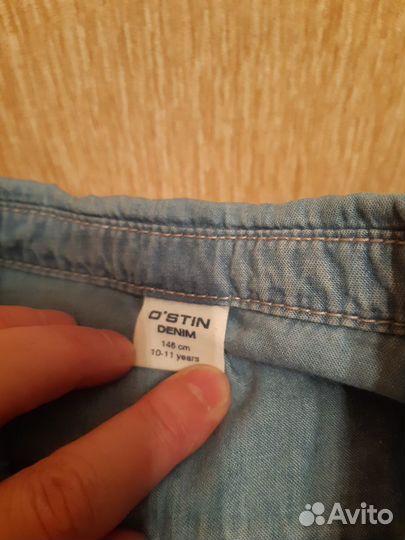 O'STIN
DENIM
146 cm
10-11 years
Avito